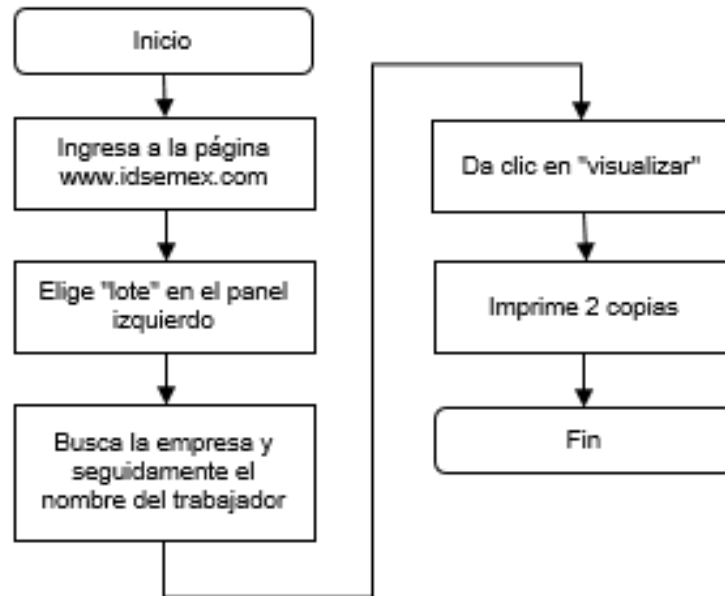 Inicio
Ingresa a la página
www.idsemex.com
Elige "lote" en el panel
izquierdo
Busca la empresa y
seguidamente el
nombre del trabajador
Da clic en "visualizar"
Imprime 2 copias
Fin